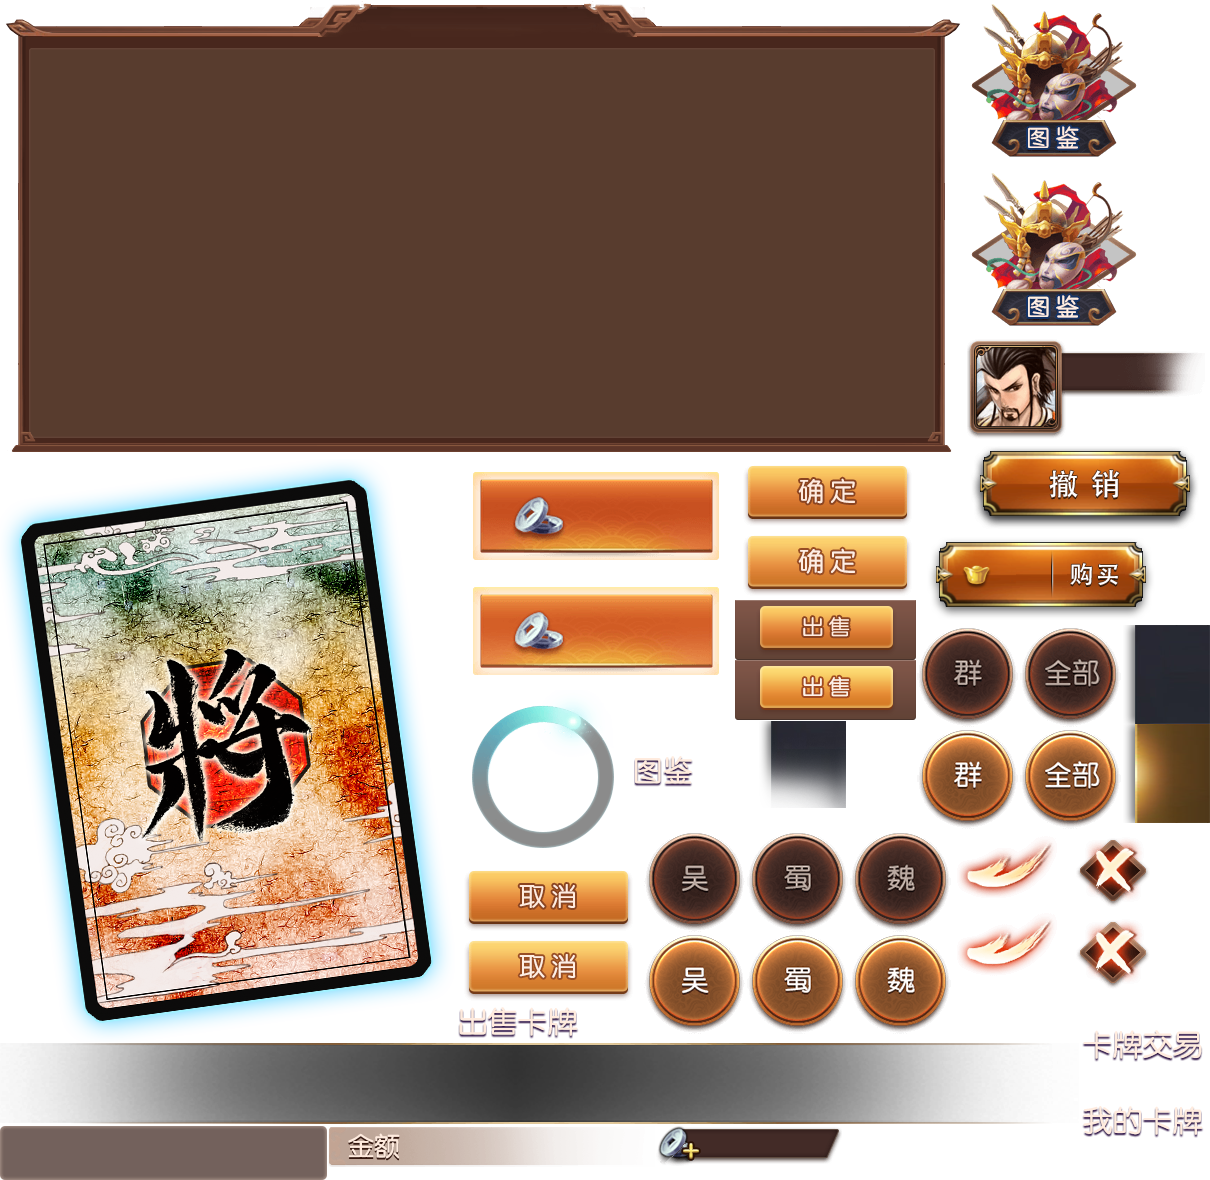 图鉴
图鉴
撤销
确定
购买
确定
出售
群
全部
出售
將
图鉴
群
全部
吴
蜀
魏
取消
取消
吴
蜀
魏
出售卡牌
卡牌交易
我的卡牌
金额